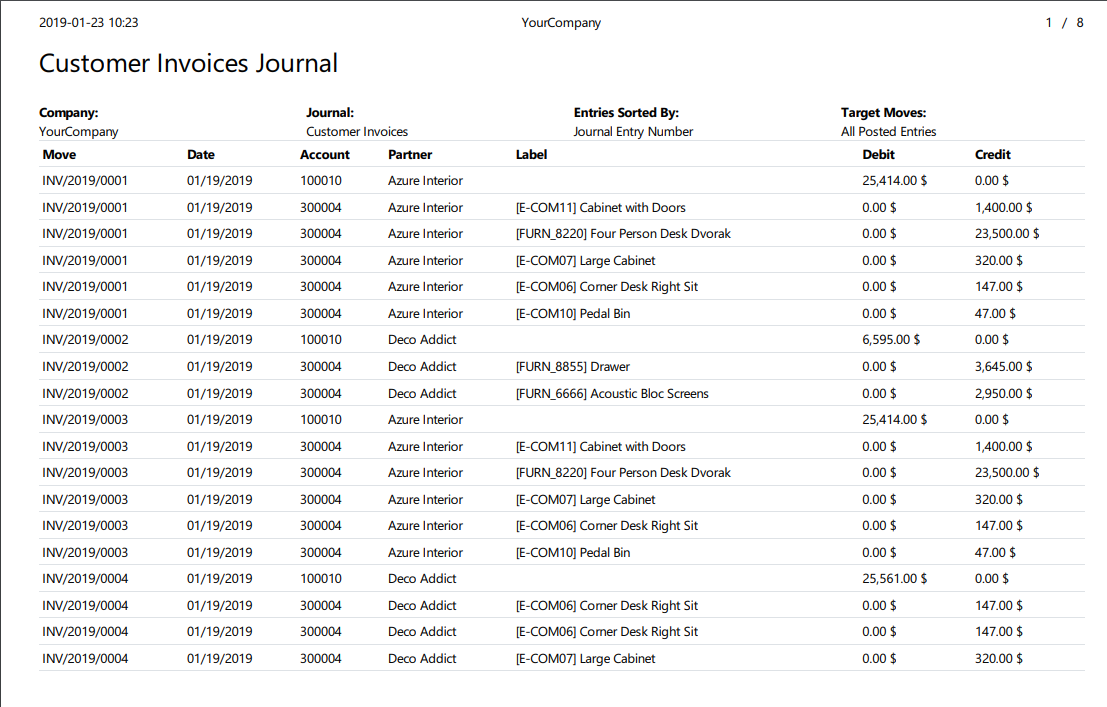 2019-01-23 10:23 YourCompany 1 / 8
Customer Invoices Journal
Company: Journal: Entries Sorted By: Target Moves:
YourCompany Customer Invoices Journal Entry Number All Posted Entries
Move Date Account Partner Label Debit Credit
INV/2019/0001 01/19/2019 100010 Azure Interior 25,414.00 $ 0.00 $
INV/2019/0001 01/19/2019 300004 Azure Interior [E-COM11] Cabinet with Doors 0.00 $ 1,400.00 $
INV/2019/0001 01/19/2019 300004 Azure Interior [FURN_8220] Four Person Desk Dvorak 0.00 $ 23,500.00 $
INV/2019/0001 01/19/2019 300004 Azure Interior [E-COM07] Large Cabinet 0.00 $ 320.00 $
INV/2019/0001 01/19/2019 300004 Azure Interior [E-COM06] Corner Desk Right Sit 0.00 $ 147.00 $
INV/2019/0001 01/19/2019 300004 Azure Interior [E-COM10] Pedal Bin 0.00 $ 47.00 $
INV/2019/0002 01/19/2019 100010 Deco Addict 6,595.00 $ 0.00 $
INV/2019/0002 01/19/2019 300004 Deco Addict [FURN_8855] Drawer 0.00 $ 3,645.00 $
INV/2019/0002 01/19/2019 300004 Deco Addict [FURN_6666] Acoustic Bloc Screens 0.00 $ 2,950.00 $
INV/2019/0003 01/19/2019 100010 Azure Interior 25,414.00 $ 0.00 $
INV/2019/0003 01/19/2019 300004 Azure Interior [E-COM11] Cabinet with Doors 0.00 $ 1,400.00 $
INV/2019/0003 01/19/2019 300004 Azure Interior [FURN_8220] Four Person Desk Dvorak 0.00 $ 23,500.00 $
INV/2019/0003 01/19/2019 300004 Azure Interior [E-COM07] Large Cabinet 0.00 $ 320.00 $
INV/2019/0003 01/19/2019 300004 Azure Interior [E-COM06] Corner Desk Right Sit 0.00 $ 147.00 $
INV/2019/0003 01/19/2019 300004 Azure Interior [E-COM10] Pedal Bin 0.00 $ 47.00 $
INV/2019/0004 01/19/2019 100010 Deco Addict 25,561.00 $ 0.00 $
INV/2019/0004 01/19/2019 300004 Deco Addict [E-COM06] Corner Desk Right Sit 0.00 $ 147.00 $
INV/2019/0004 01/19/2019 300004 Deco Addict [E-COM06] Corner Desk Right Sit 0.00 $ 147.00 $
INV/2019/0004 01/19/2019 300004 Deco Addict [E-COM07] Large Cabinet 0.00 $ 320.00 $